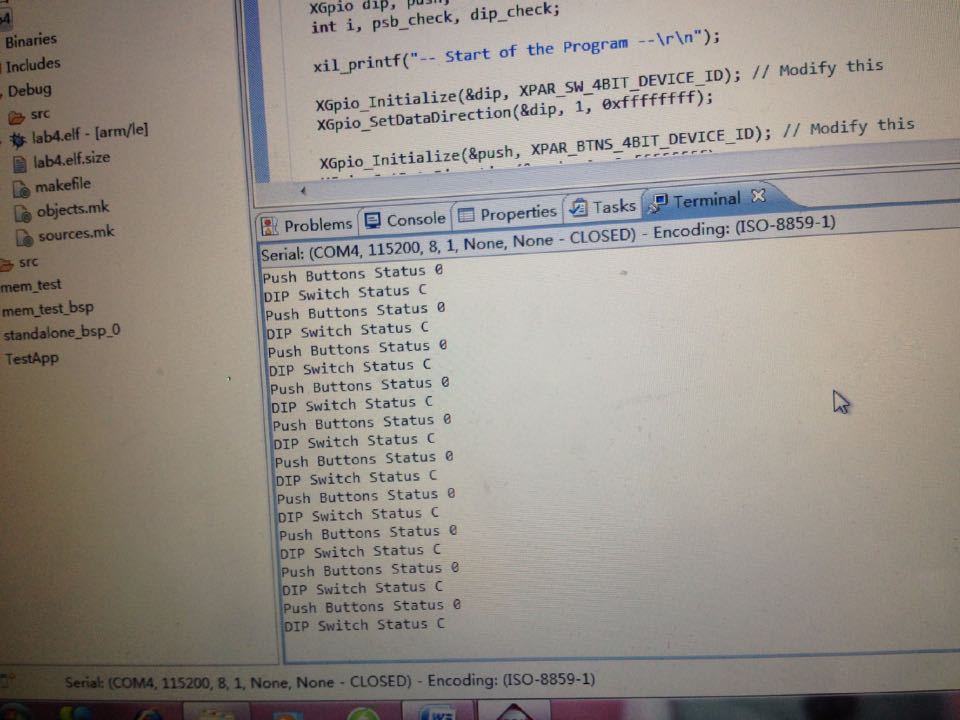 Binaries
Includes
Debug
src
lab4.elf - [arm/le]
lab4.elf.size
makefile
objects.mk
sources.mk
src
mem_test
mem_test_bsp
standalone_bsp_0
TestApp
XGpio dip, push;
int i, psb_check, dip_check;
xil_printf("-- Start of the Program --\r\n");
XGpio_Initialize(&dip, XPAR_SW_4BIT_DEVICE_ID); // Modify this
XGpio_SetDataDirection(&dip, 1, 0xffffffff);
XGpio_Initialize(&push, XPAR_BTNS_4BIT_DEVICE_ID); // Modify this
Problems Console Properties Tasks Terminal
Serial: (COM4, 115200, 8, 1, None, None - CLOSED) - Encoding: (ISO-8859-1)
Push Buttons Status 0
DIP Switch Status C
Push Buttons Status 0
DIP Switch Status C
Push Buttons Status 0
DIP Switch Status C
Push Buttons Status 0
DIP Switch Status C
Push Buttons Status 0
DIP Switch Status C
Push Buttons Status 0
DIP Switch Status C
Push Buttons Status 0
DIP Switch Status C
Push Buttons Status 0
DIP Switch Status C
Push Buttons Status 0
DIP Switch Status C
Push Buttons Status 0
DIP Switch Status C
Serial: (COM4, 115200, 8, 1, None, None - CLOSED) - Encoding: (ISO-8859-1)